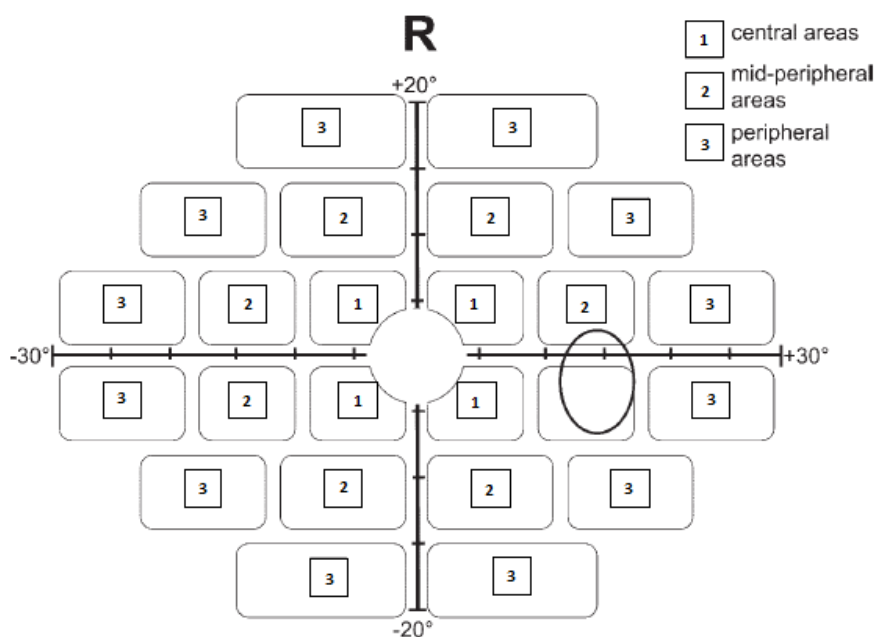 R
1 central areas
+20°
2 mid-peripheral
areas
3 3
3 peripheral
areas
3 2 2 3
3 2 1 1 2 3
-30° +30°
3 2 1 1 3
3 2 2 3
3 3
-20°